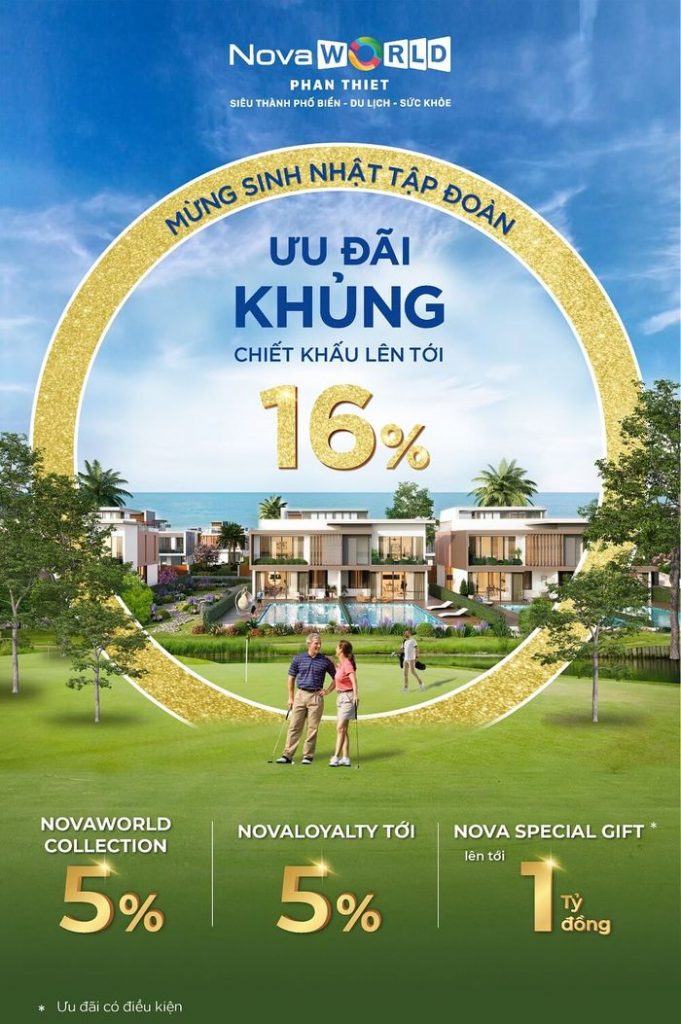 NovaWORLD
PHAN THIET
SIÊU THÀNH PHỐ BIỂN - DU LỊCH - SỨC KHỎE
MỪNG SINH NHẬT TẬP ĐOÀN
ƯU ĐÃI
KHỦNG
CHIẾT KHẤU LÊN TỚI
16%
NOVAWORLD
COLLECTION
5%
NOVALOYALTY TỚI
5%
NOVA SPECIAL GIFT *
lên tới
1 Tỷ
đồng
* Ưu đãi có điều kiện